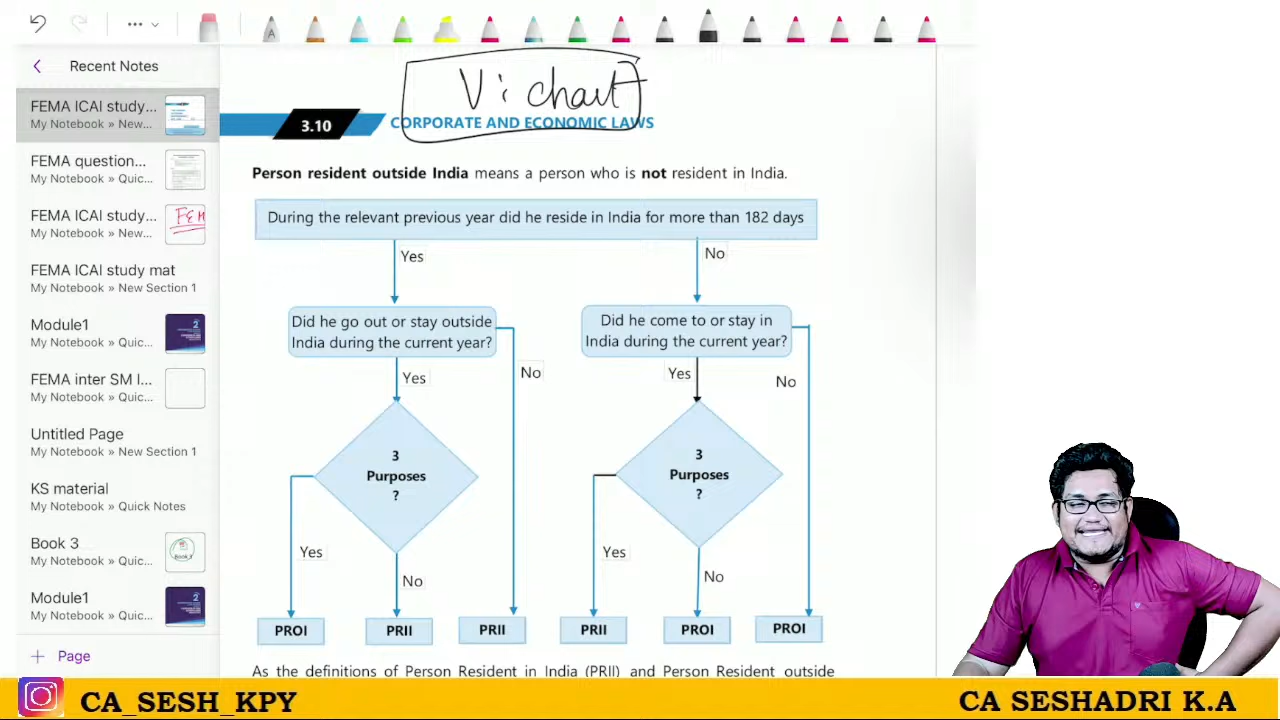 Recent Notes
FEMA ICAI study...
My Notebook » New...
FEMA question...
My Notebook » Quic...
FEMA ICAI study...
My Notebook » New...
FEM
FEMA ICAI study mat
My Notebook » New Section 1
Module1
My Notebook » Quic...
2
FEMA inter SM I...
My Notebook » Quic...
Untitled Page
My Notebook » New Section 1
KS material
My Notebook » Quick Notes
Book 3
My Notebook » Quic...
Book 3
Module1
My Notebook » Quic...
2
+ Page
A
V: chart
3.10
CORPORATE AND ECONOMIC LAWS
Person resident outside India means a person who is not resident in India.
During the relevant previous year did he reside in India for more than 182 days
Yes
No
Did he go out or stay outside
India during the current year?
Did he come to or stay in
India during the current year?
Yes
No
Yes
No
3
Purposes
?
3
Purposes
?
Yes
No
Yes
No
PROI
PRII
PRII
PRII
PROI
PROI
As the definitions of Person Resident in India (PRII) and Person Resident outside
CA_SESH_KPY
CA SESHADRI K.A